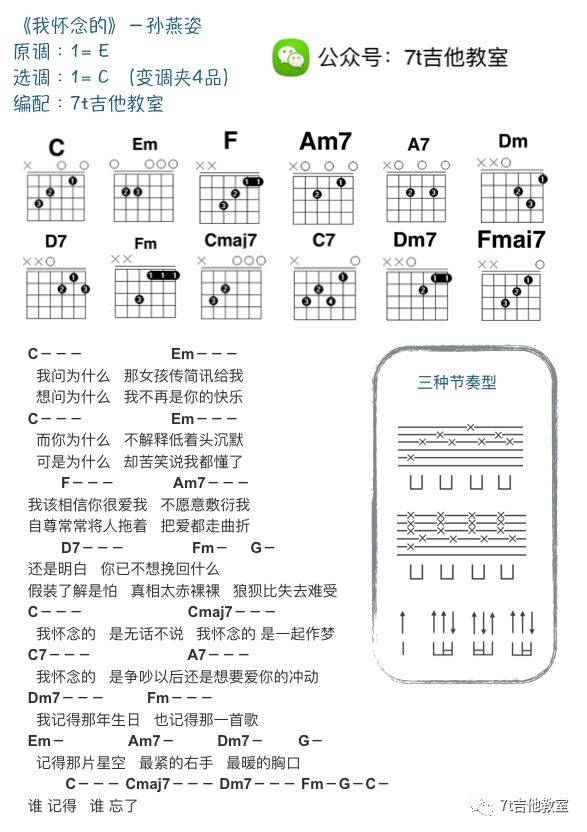 《我怀念的》－孙燕姿
原调：1=E
选调：1=C （变调夹4品）
编配：7t吉他教室
公众号：7t吉他教室
C Em F Am7 A7 Dm
D7 Fm Cmaj7 C7 Dm7 Fmai7
C－－－ Em－－－
我问为什么 那女孩传简讯给我
想问为什么 我不再是你的快乐
C－－－ Em－－－
而你为什么 不解释低着头沉默
可是为什么 却苦笑说我都懂了
F－－－ Am7－－－
我该相信你很爱我 不愿意敷衍我
自尊常常将人拖着 把爱都走曲折
D7－－－ Fm－ G－
还是明白 你已不想挽回什么
假装了解是怕 真相太赤裸裸 狼狈比失去难受
C－－－ Cmaj7－－－
我怀念的 是无话不说 我怀念的 是一起作梦
C7－－－ A7－－－
我怀念的 是争吵以后还是想要爱你的冲动
Dm7－－－ Fm－－－
我记得那年生日 也记得那一首歌
Em－ Am7－ Dm7－ G－
记得那片星空 最紧的右手 最暖的胸口
C－－－ Cmaj7－－－ Dm7－－－ Fm－G－C－
谁 记得 谁 忘了
三种节奏型
7t吉他教室